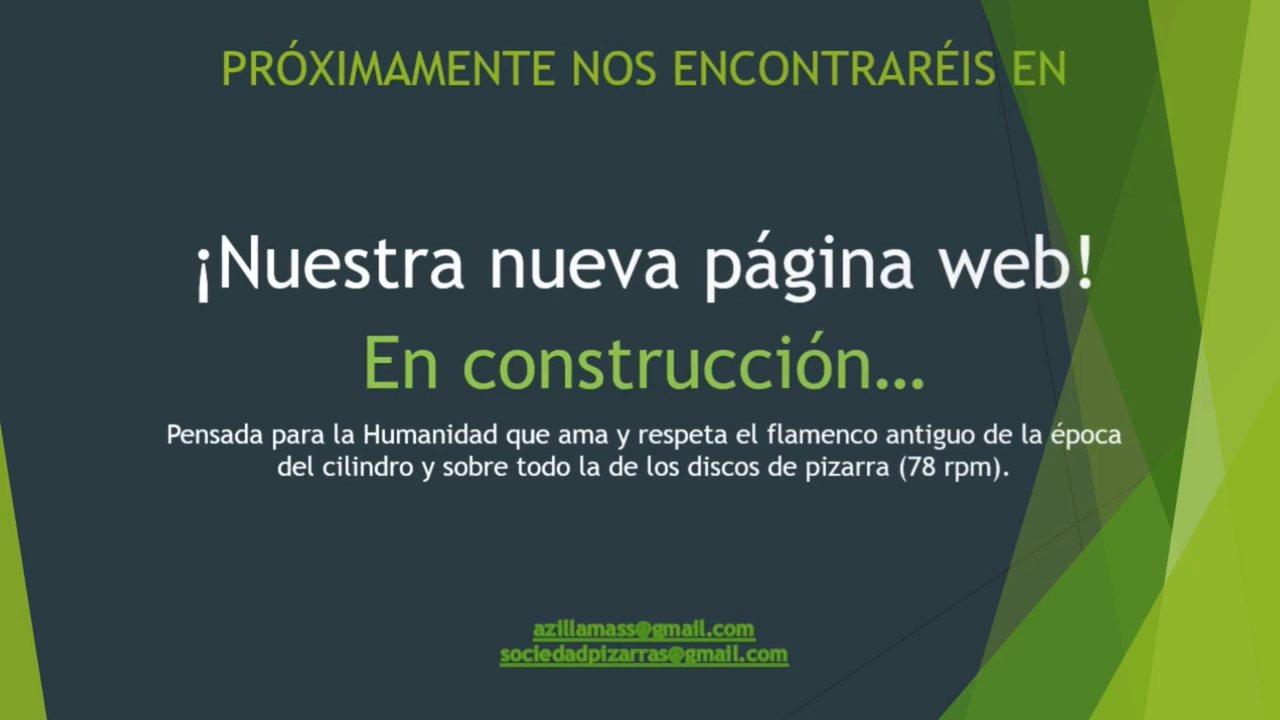 PRÓXIMAMENTE NOS ENCONTRARÉIS EN
¡Nuestra nueva página web!
En construcción…
Pensada para la Humanidad que ama y respeta el flamenco antiguo de la época
del cilindro y sobre todo la de los discos de pizarra (78 rpm).
azillamass@gmail.com
sociedadpizarras@gmail.com